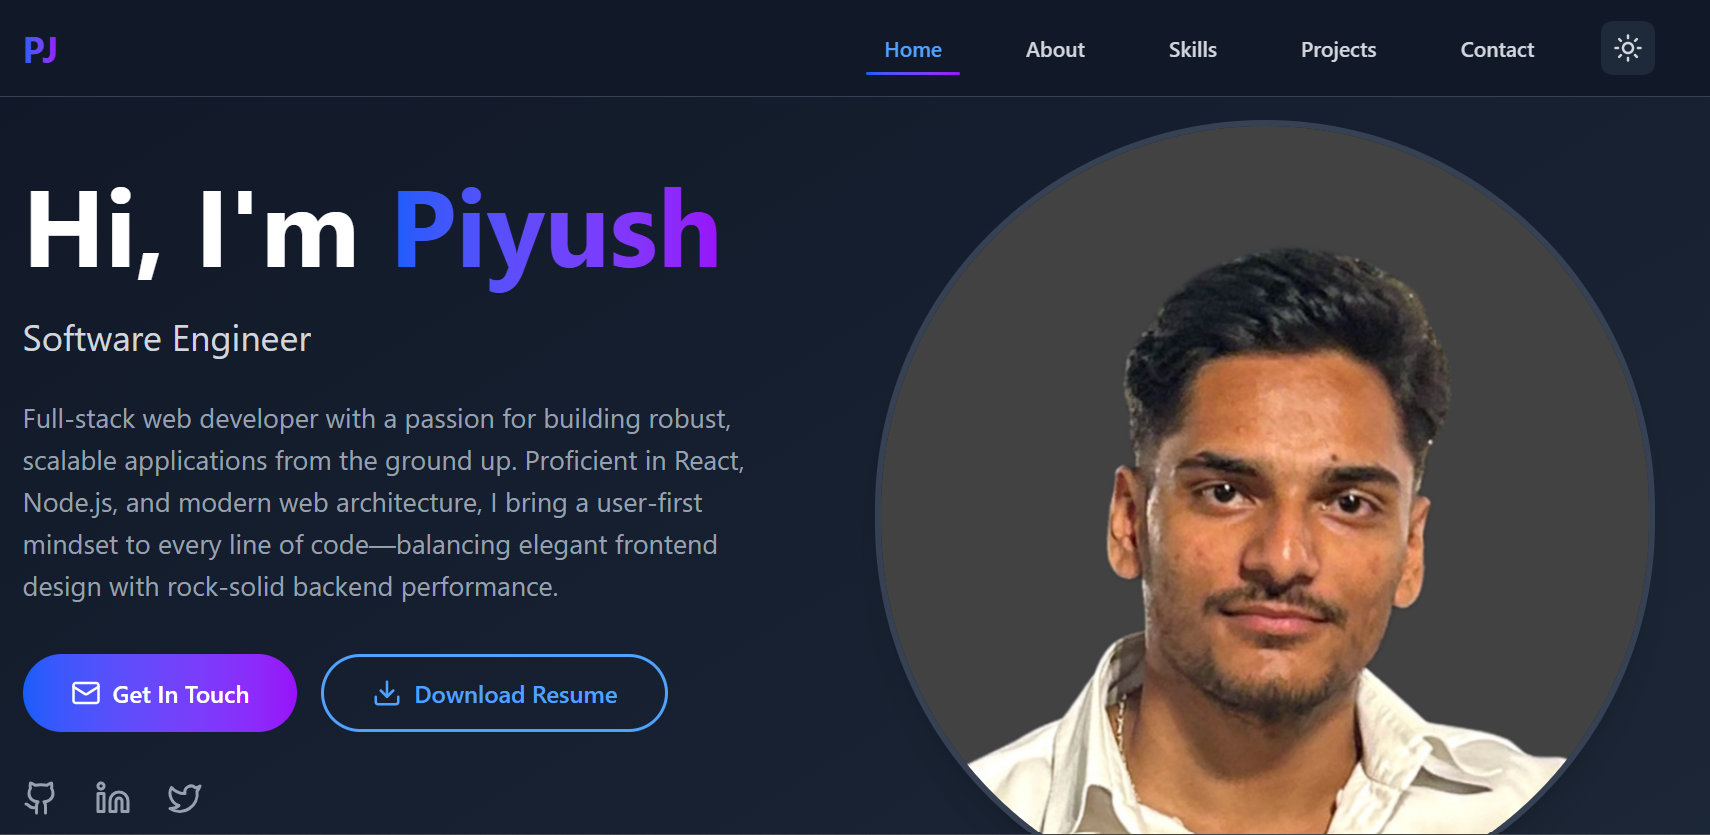 PJ
Home
About
Skills
Projects
Contact
Hi, I'm Piyush
Software Engineer
Full-stack web developer with a passion for building robust,
scalable applications from the ground up. Proficient in React,
Node.js, and modern web architecture, I bring a user-first
mindset to every line of code—balancing elegant frontend
design with rock-solid backend performance.
Get In Touch
Download Resume